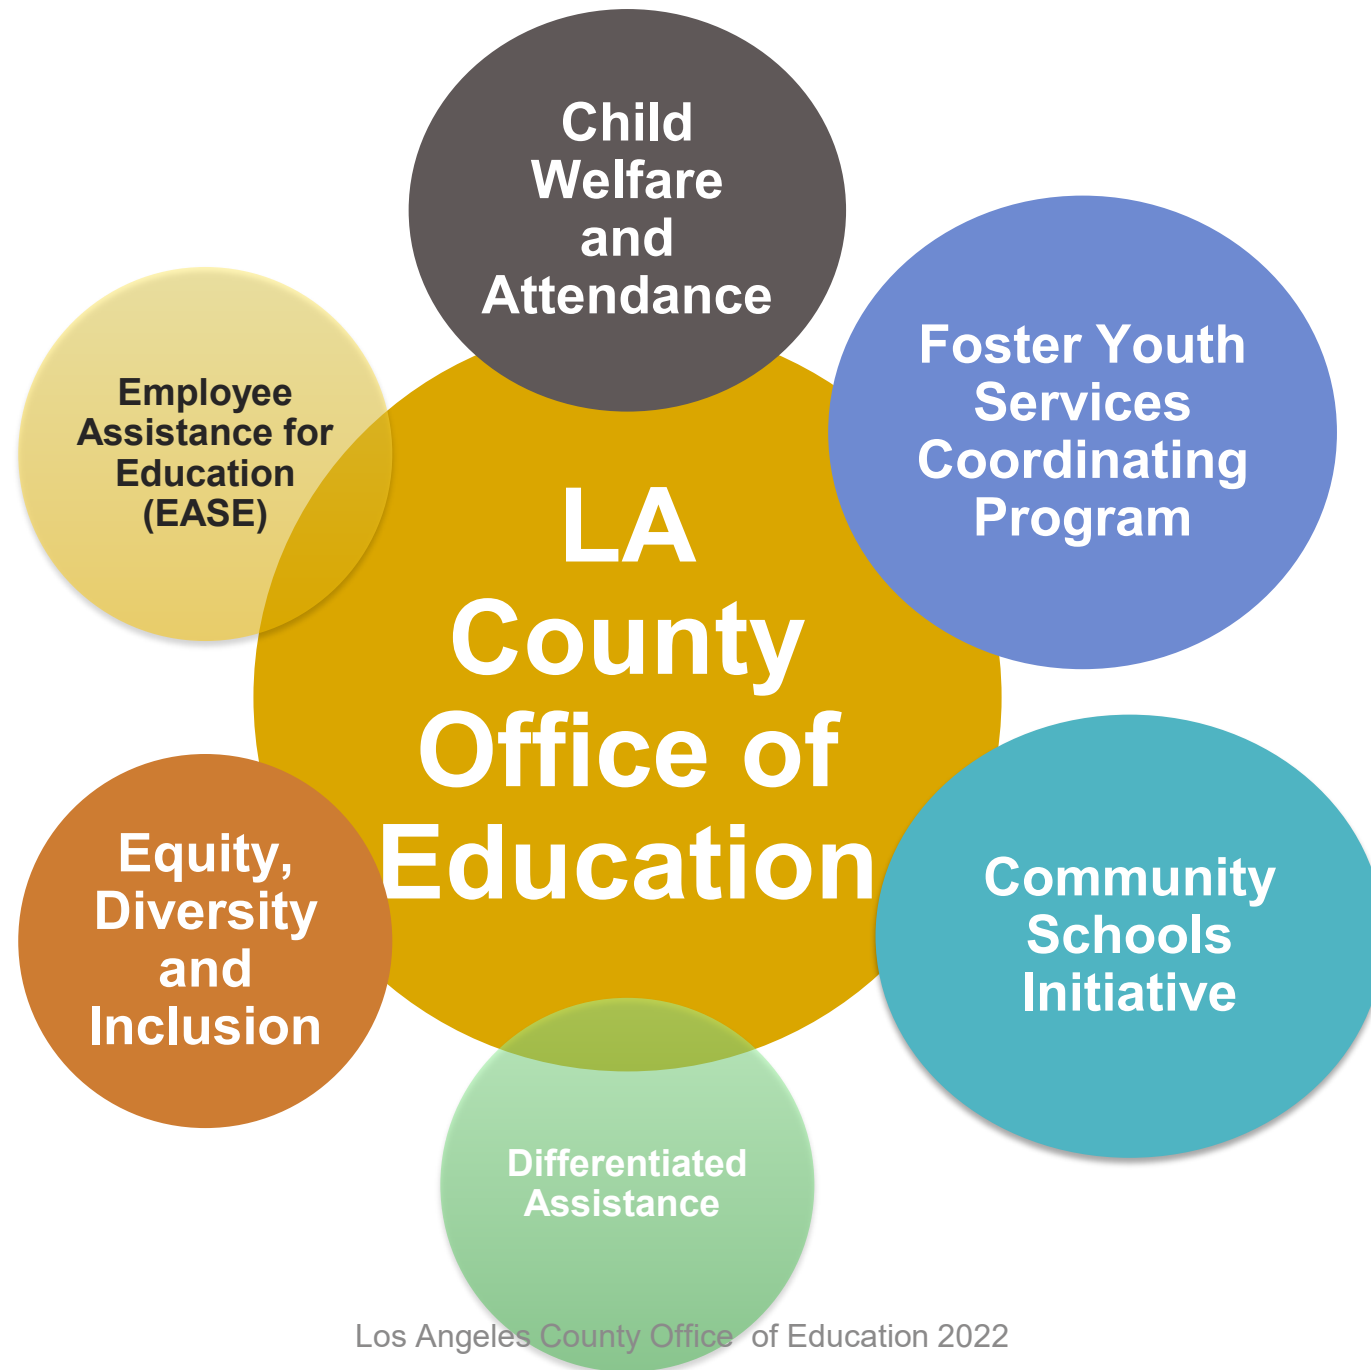 Child
Welfare
and
Attendance
Foster Youth
Services
Coordinating
Program
Employee
Assistance for
Education
(EASE)
LA
County
Office of
Education
Equity,
Diversity
and
Inclusion
Community
Schools
Initiative
Differentiated
Assistance
Los Angeles County Office  of Education 2022